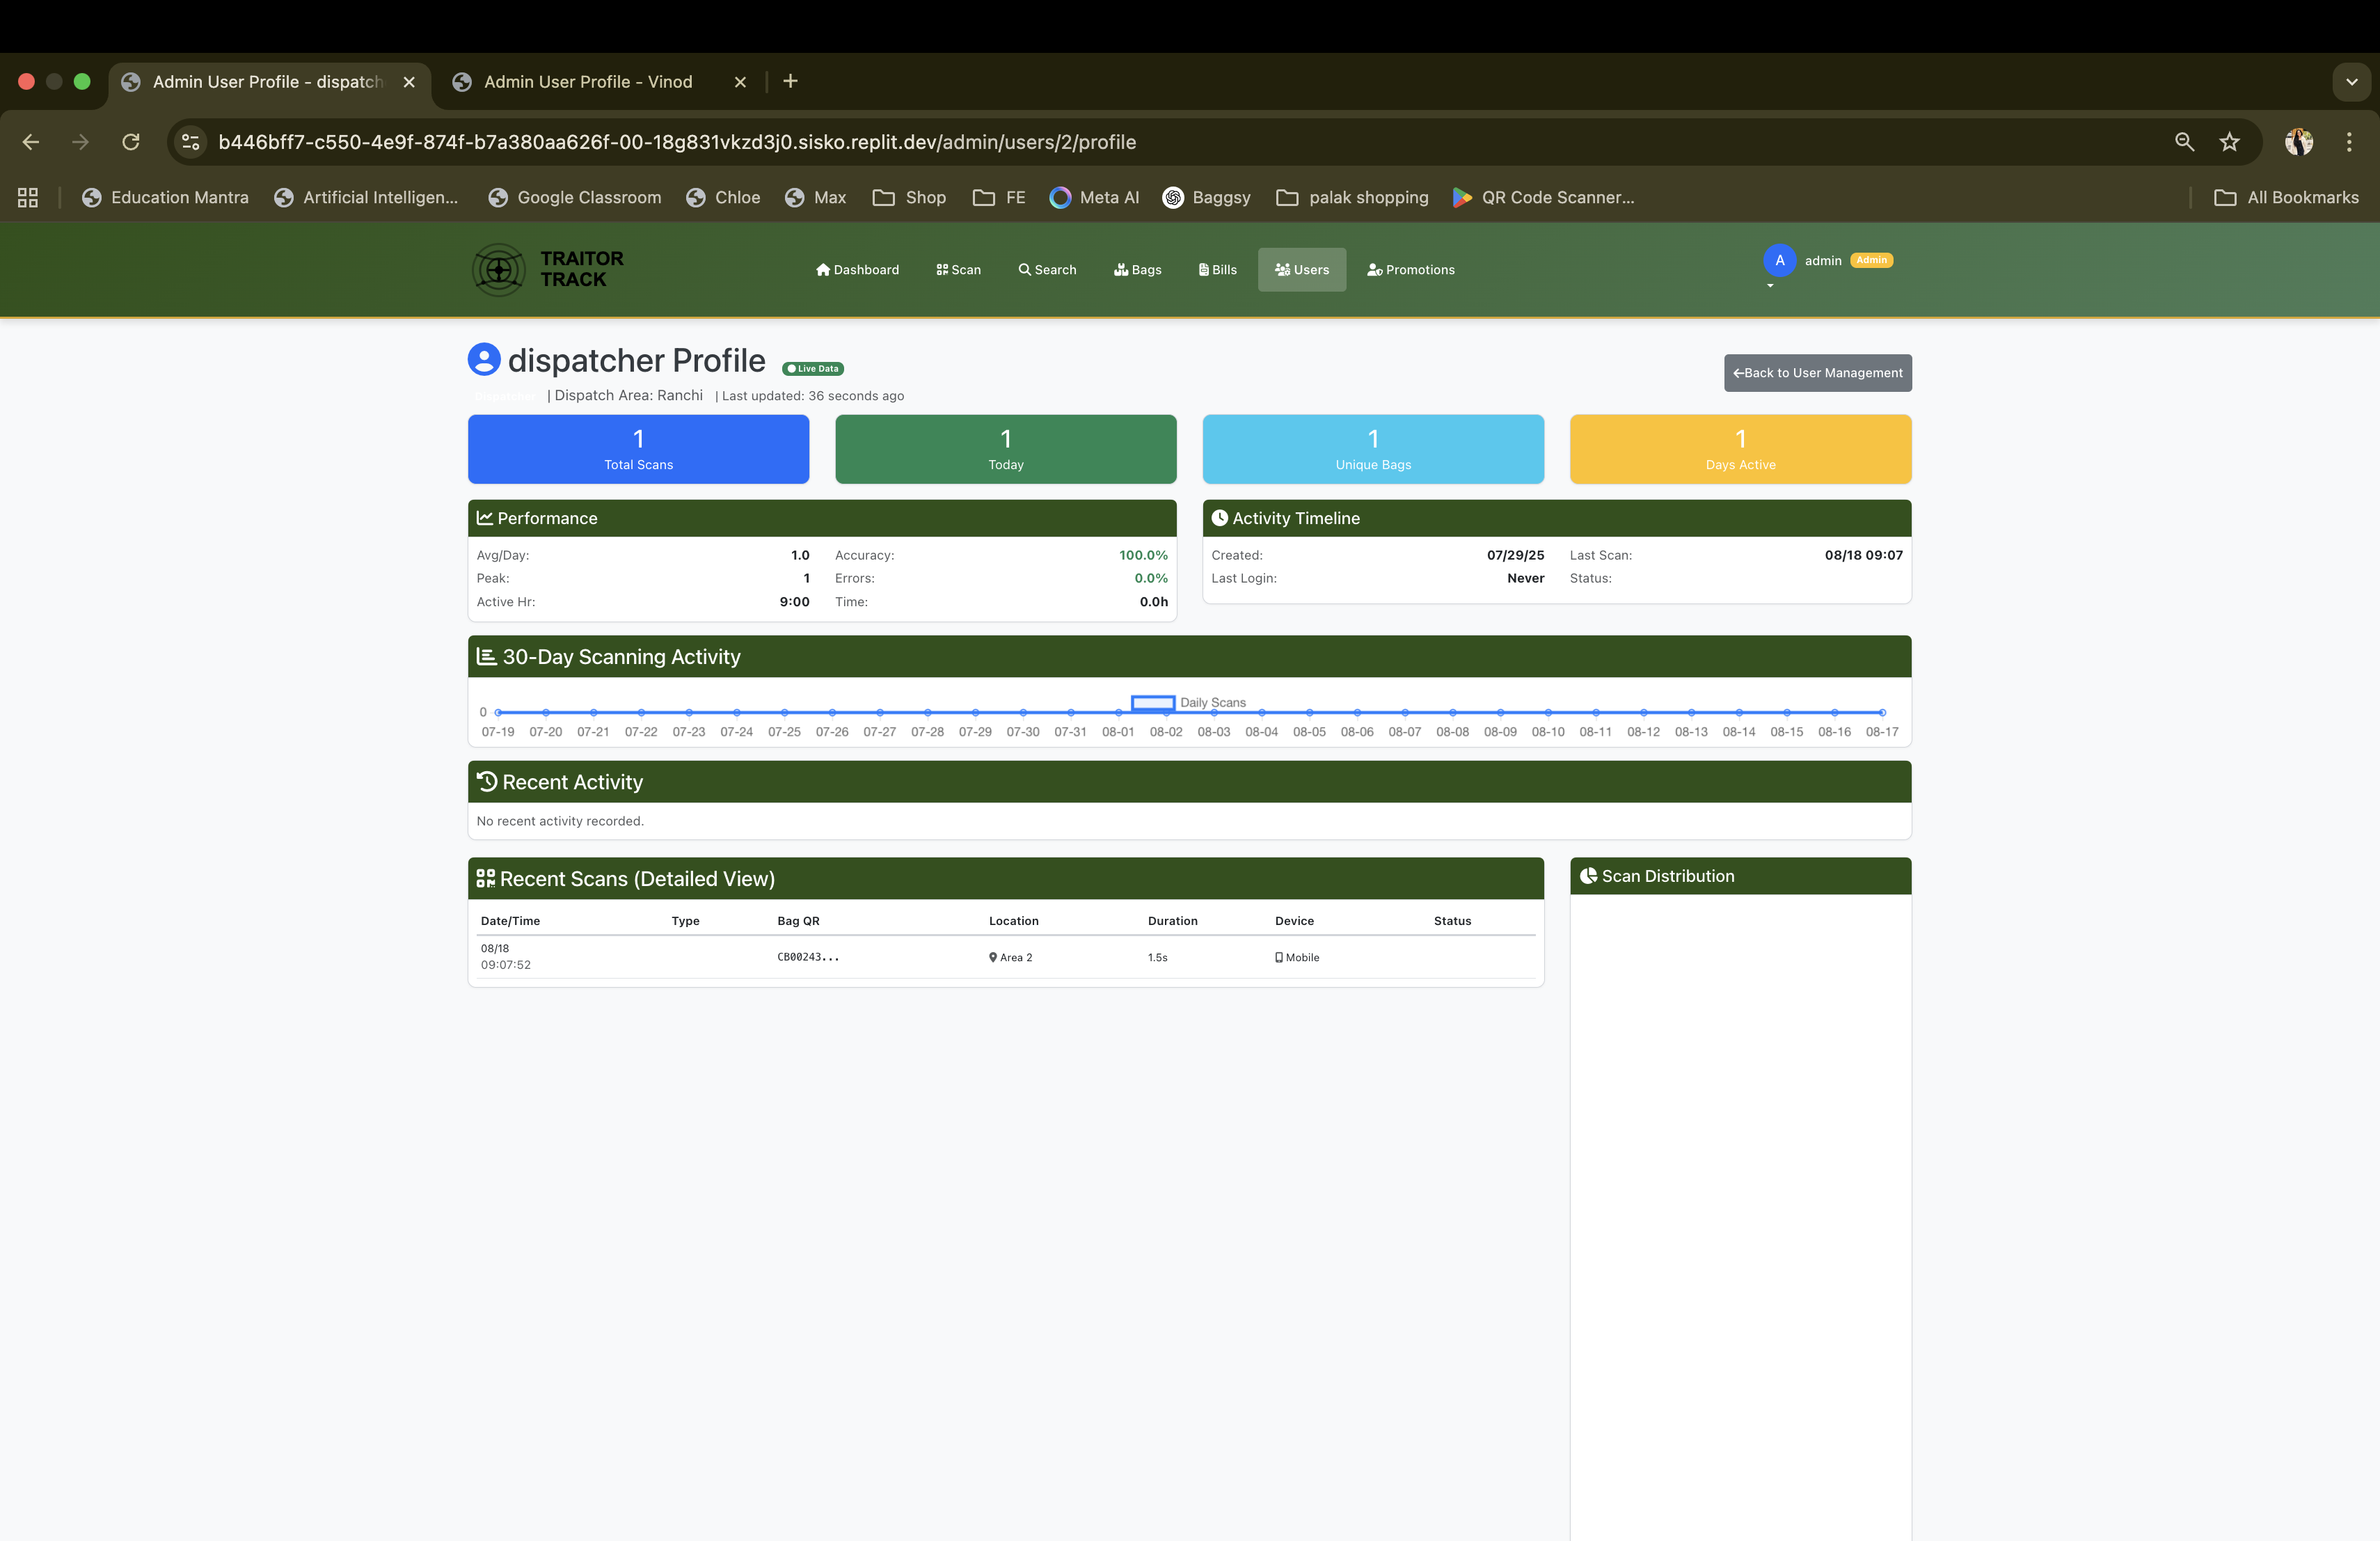 Admin User Profile - dispatch
Admin User Profile - Vinod
b446bff7-c550-4e9f-874f-b7a380aa626f-00-18g831vkzd3j0.sisko.replit.dev/admin/users/2/profile
Education Mantra
Artificial Intelligen...
Google Classroom
Chloe
Max
Shop
FE
Meta AI
Baggsy
palak shopping
QR Code Scanner...
All Bookmarks
TRAITOR
TRACK
Dashboard
Scan
Search
Bags
Bills
Users
Promotions
A
admin
Admin
dispatcher Profile
Live Data
| Dispatch Area: Ranchi | Last updated: 36 seconds ago
Back to User Management
1
Total Scans
1
Today
1
Unique Bags
1
Days Active
Performance
Avg/Day: 1.0 Accuracy: 100.0%
Peak: 1 Errors: 0.0%
Active Hr: 9:00 Time: 0.0h
Activity Timeline
Created: 07/29/25 Last Scan: 08/18 09:07
Last Login: Never Status:
30-Day Scanning Activity
Daily Scans
0
07-19 07-20 07-21 07-22 07-23 07-24 07-25 07-26 07-27 07-28 07-29 07-30 07-31 08-01 08-02 08-03 08-04 08-05 08-06 08-07 08-08 08-09 08-10 08-11 08-12 08-13 08-14 08-15 08-16 08-17
Recent Activity
No recent activity recorded.
Recent Scans (Detailed View)
Date/Time Type Bag QR Location Duration Device Status
08/18
09:07:52
CB00243... Area 2 1.5s Mobile
Scan Distribution